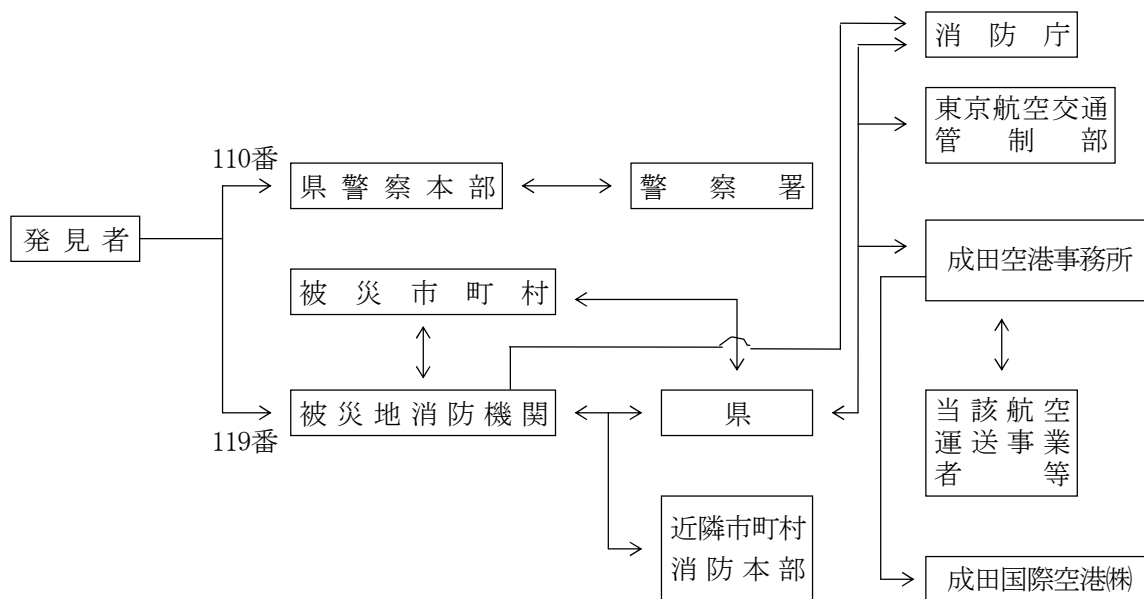 消防庁
東京航空交通
管制部
110番
県警察本部
警察署
発見者
成田空港事務所
被災市町村
被災地消防機関
119番
県
当該航空
運送事業
者等
近隣市町村
消防本部
成田国際空港㈱